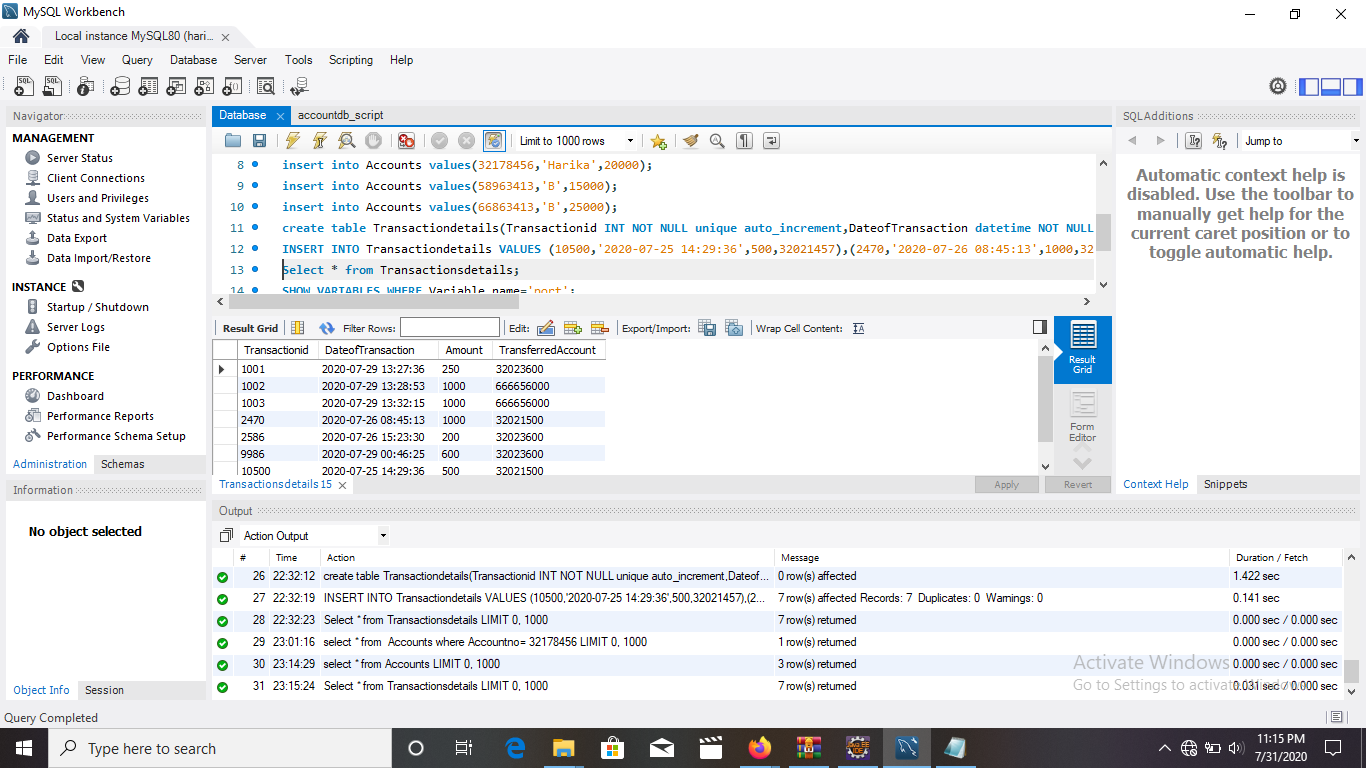 MySQL Workbench
Local instance MySQL80 (hari...
File Edit View Query Database Server Tools Scripting Help
Navigator
MANAGEMENT
Server Status
Client Connections
Users and Privileges
Status and System Variables
Data Export
Data Import/Restore
INSTANCE
Startup / Shutdown
Server Logs
Options File
PERFORMANCE
Dashboard
Performance Reports
Performance Schema Setup
Administration Schemas
Information
No object selected
Object Info Session
Database accountdb_script
Limit to 1000 rows
8 insert into Accounts values(32178456,'Harika',20000);
9 insert into Accounts values(58963413,'B',15000);
10 insert into Accounts values(66863413,'B',25000);
11 create table Transactiondetails(Transactionid INT NOT NULL unique auto_increment,DateofTransaction datetime NOT NULL
12 INSERT INTO Transactiondetails VALUES (10500,'2020-07-25 14:29:36',500,32021457),(2470,'2020-07-26 08:45:13',1000,32
13 Select * from Transactionsdetails;
14 SHOW VARIABLES WHERE Variable_name='port';
Result Grid Filter Rows: Edit: Export/Import: Wrap Cell Content:
Transactionid DateofTransaction Amount TransferredAccount
1001 2020-07-29 13:27:36 250 32023600
1002 2020-07-29 13:28:53 1000 666656000
1003 2020-07-29 13:32:15 1000 666656000
2470 2020-07-26 08:45:13 1000 32021500
2586 2020-07-26 15:23:30 200 32023600
9986 2020-07-29 00:46:25 600 32023600
10500 2020-07-25 14:29:36 500 32021500
Result Grid
Form Editor
Transactionsdetails 15 Apply Revert
SQLAdditions
Jump to
Automatic context help is
disabled. Use the toolbar to
manually get help for the
current caret position or to
toggle automatic help.
Context Help Snippets
Output
Action Output
# Time Action Message Duration / Fetch
26 22:32:12 create table Transactiondetails(Transactionid INT NOT NULL unique auto_increment,Dateof... 0 row(s) affected 1.422 sec
27 22:32:19 INSERT INTO Transactiondetails VALUES (10500,'2020-07-25 14:29:36',500,32021457),(2... 7 row(s) affected Records: 7 Duplicates: 0 Warnings: 0 0.141 sec
28 22:32:23 Select * from Transactionsdetails LIMIT 0, 1000 7 row(s) returned 0.000 sec / 0.000 sec
29 23:01:16 select * from Accounts where Accountno= 32178456 LIMIT 0, 1000 1 row(s) returned 0.000 sec / 0.000 sec
30 23:14:29 select * from Accounts LIMIT 0, 1000 3 row(s) returned 0.000 sec / 0.000 sec
31 23:15:24 Select * from Transactionsdetails LIMIT 0, 1000 7 row(s) returned 0.031 sec / 0.000 sec
Activate Windows
Go to Settings to activate Windows.
Query Completed
Type here to search
11:15 PM
7/31/2020